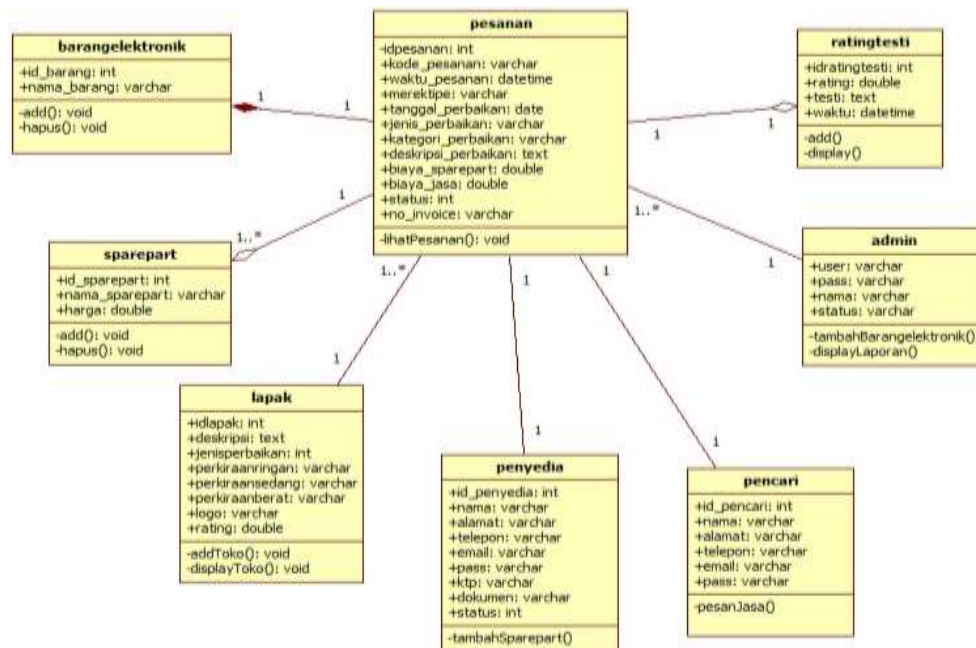 pesanan
-idpesanan: int
+kode_pesanan: varchar
+waktu_pesanan: datetime
+merektipe: varchar
+tanggal_perbaikan: date
+jenis_perbaikan: varchar
+kategori_perbaikan: varchar
+deskripsi_perbaikan: text
+biaya_sparepart: double
+biaya_jasa: double
+status: int
+no_invoice: varchar
-lihatPesanan(): void
barangelektronik
+id_barang: int
+nama_barang: varchar
-add(): void
-hapus(): void
1
1
ratingtesti
+idratingtesti: int
+rating: double
+testi: text
+waktu: datetime
-add()
-display()
1
1
sparepart
+id_sparepart: int
+nama_sparepart: varchar
+harga: double
-add(): void
-hapus(): void
1..*
1
admin
+user: varchar
+pass: varchar
+nama: varchar
+status: varchar
-tambahBarangelektronik()
-displayLaporan()
1..*
1
lapak
+idlapak: int
+deskripsi: text
+jenisperbaikan: int
+perkiraanringan: varchar
+perkiraansedang: varchar
+perkiraanberat: varchar
+logo: varchar
+rating: double
-addToko(): void
-displayToko(): void
1..*
1
penyedia
+id_penyedia: int
+nama: varchar
+alamat: varchar
+telepon: varchar
+email: varchar
+pass: varchar
+ktp: varchar
+dokumen: varchar
+status: int
-tambahSparepart()
1
1
pencari
+id_pencari: int
+nama: varchar
+alamat: varchar
+telepon: varchar
+email: varchar
+pass: varchar
-pesanJasa()
1
1